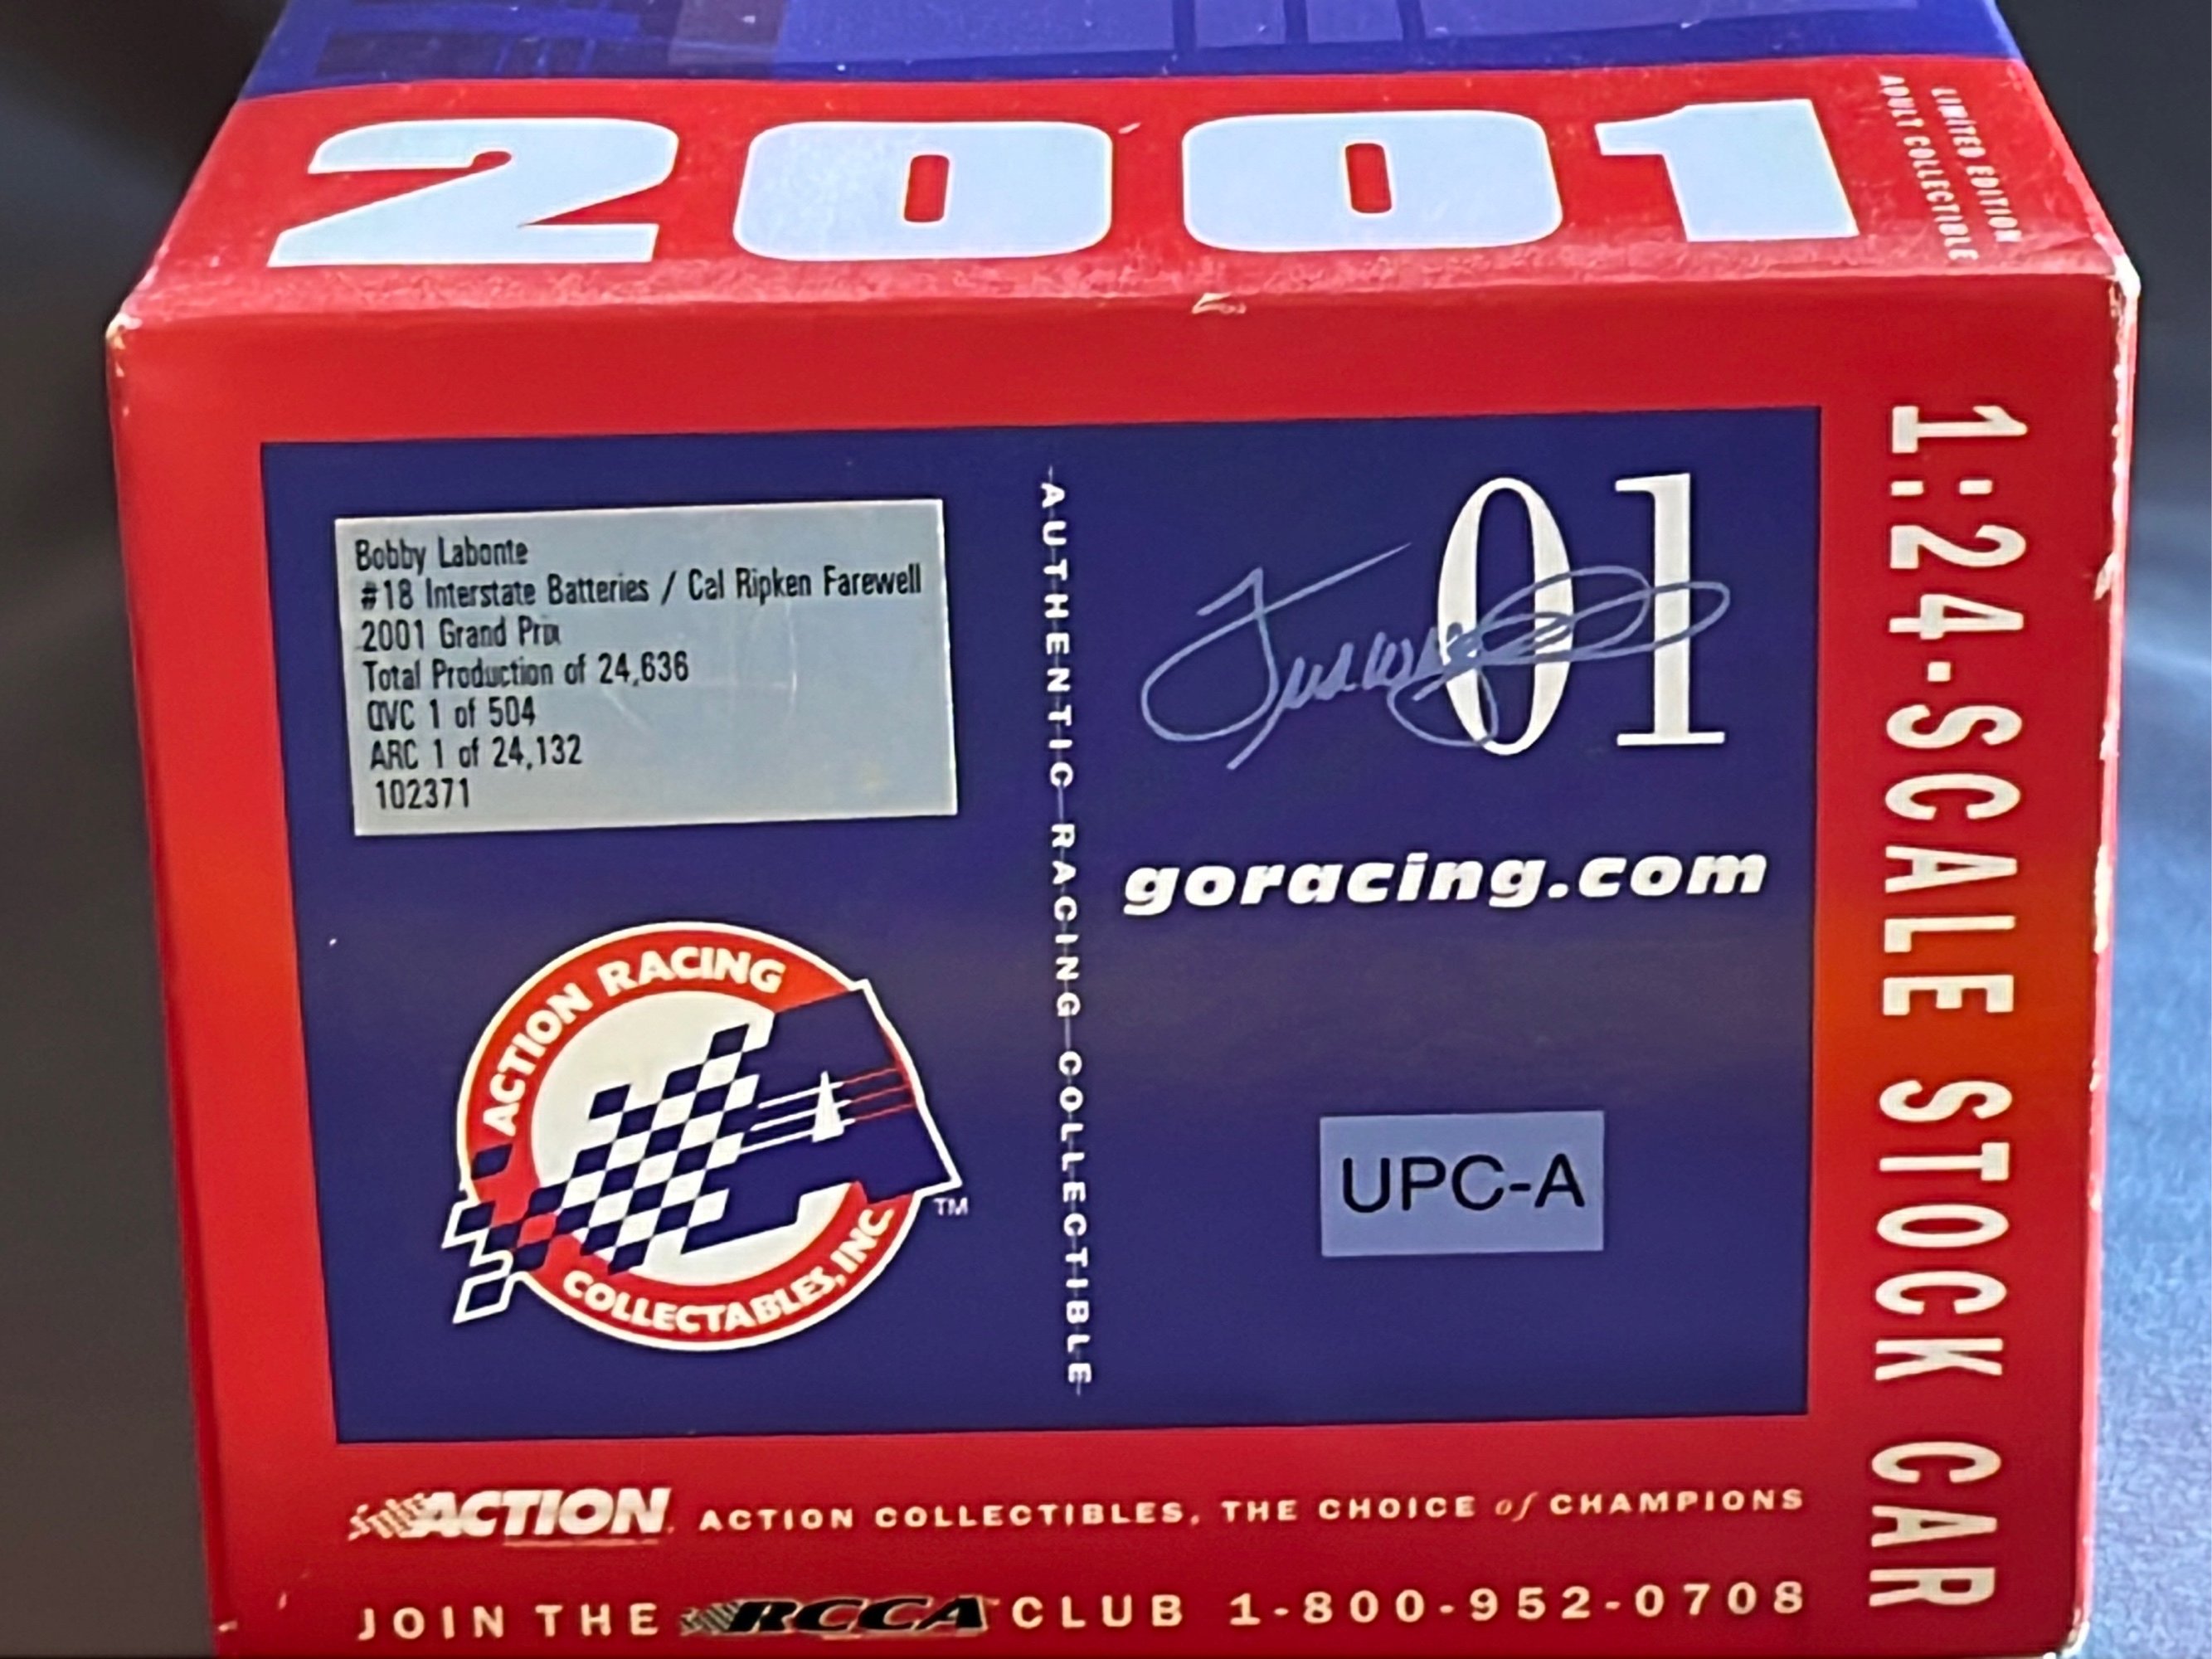 2001
LIMITED EDITION
ADULT COLLECTIBLE
Bobby Labonte
#18 Interstate Batteries / Cal Ripken Farewell
2001 Grand Prix
Total Production of 24,636
QVC 1 of 504
ARC 1 of 24,132
102371
AUTHENTIC RACING COLLECTIBLE
01
goracing.com
ACTION RACING
COLLECTABLES, INC.
TM
UPC-A
1:24-SCALE STOCK CAR
ACTION ACTION COLLECTIBLES, THE CHOICE of CHAMPIONS
JOIN THE RCCA CLUB 1-800-952-0708